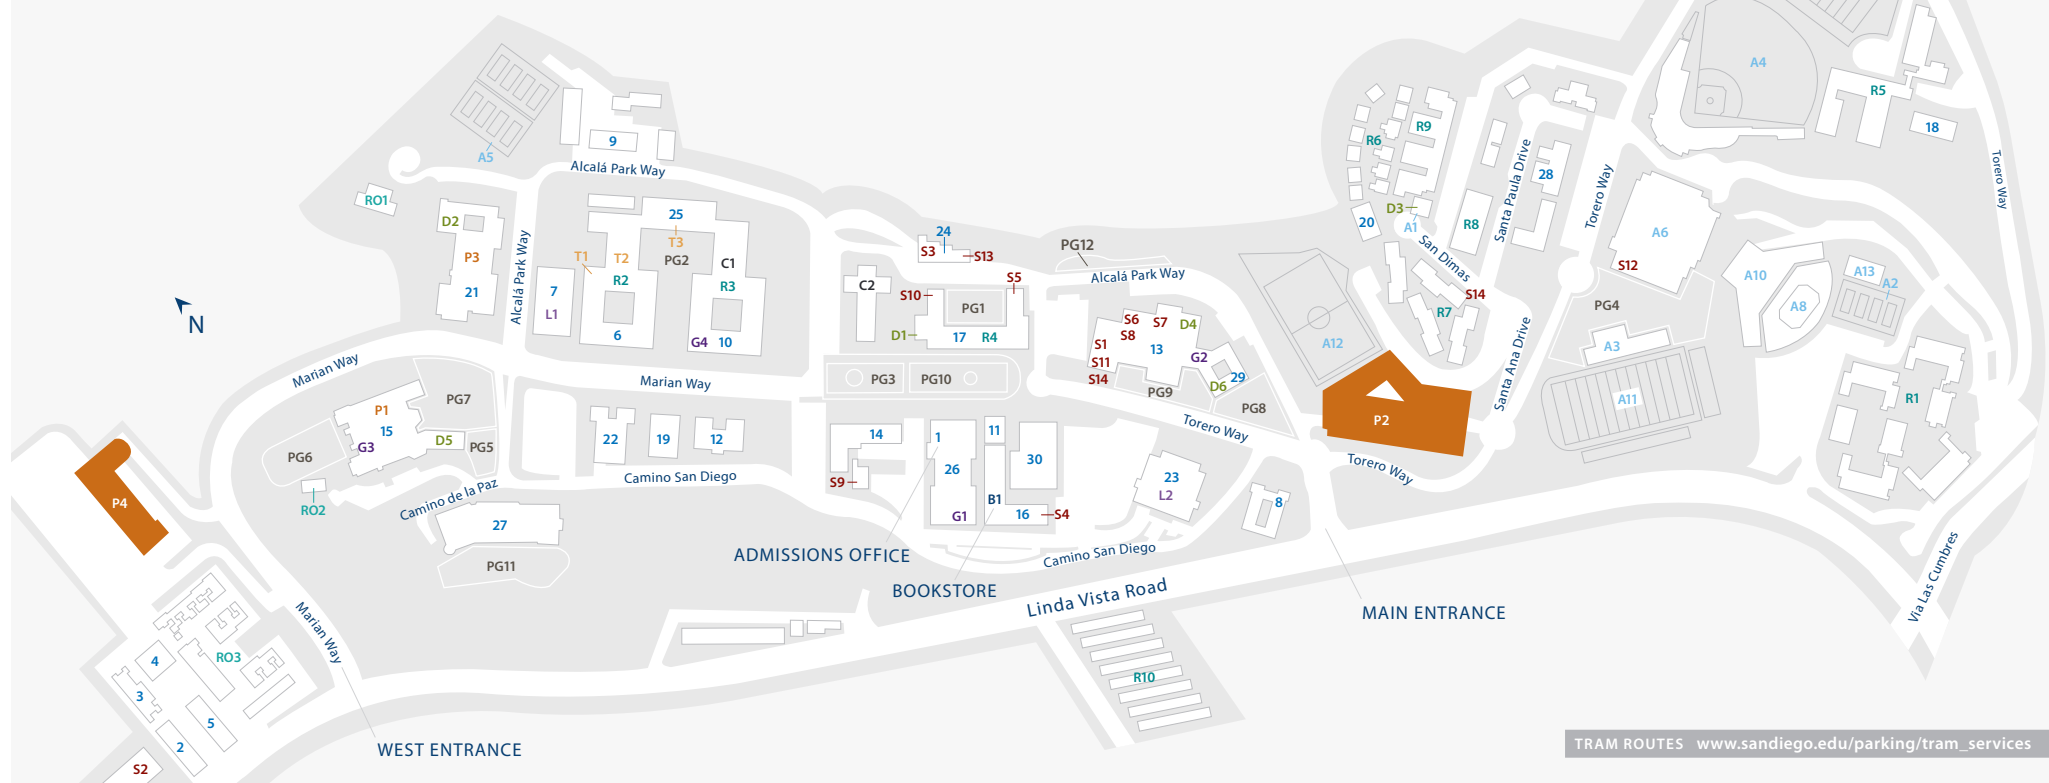 A4
R5
18
A5
9
Alcalá Park Way
R6
R9
28
Santa Paula Drive
Torero Way
Torero Way
RO1
D2
25
T3
T1
T2
PG2
C1
P3
R2
R3
21
7
L1
6
G4
10
Alcalá Park Way
24
S3
S13
S5
C2
S10
PG1
D1
17
R4
PG12
Alcalá Park Way
D3
A1
20
R8
San Dimas
S14
R7
A6
S12
A10
A13
A2
A8
PG4
A3
A12
N
S6
S7
D4
S8
S1
13
S11
G2
S14
29
D6
PG9
PG8
Marian Way
Marian Way
PG3
PG10
Santa Ana Drive
A11
R1
P2
PG7
P1
15
G3
D5
PG5
PG6
22
19
12
14
1
11
26
30
S9
B1
G1
16
S4
Torero Way
Torero Way
23
L2
8
Camino San Diego
Camino de la Paz
RO2
P4
27
PG11
ADMISSIONS OFFICE
BOOKSTORE
Camino San Diego
Linda Vista Road
MAIN ENTRANCE
Via Las Cumbres
Marian Way
RO3
4
3
5
2
S2
R10
WEST ENTRANCE
TRAM ROUTES www.sandiego.edu/parking/tram_services